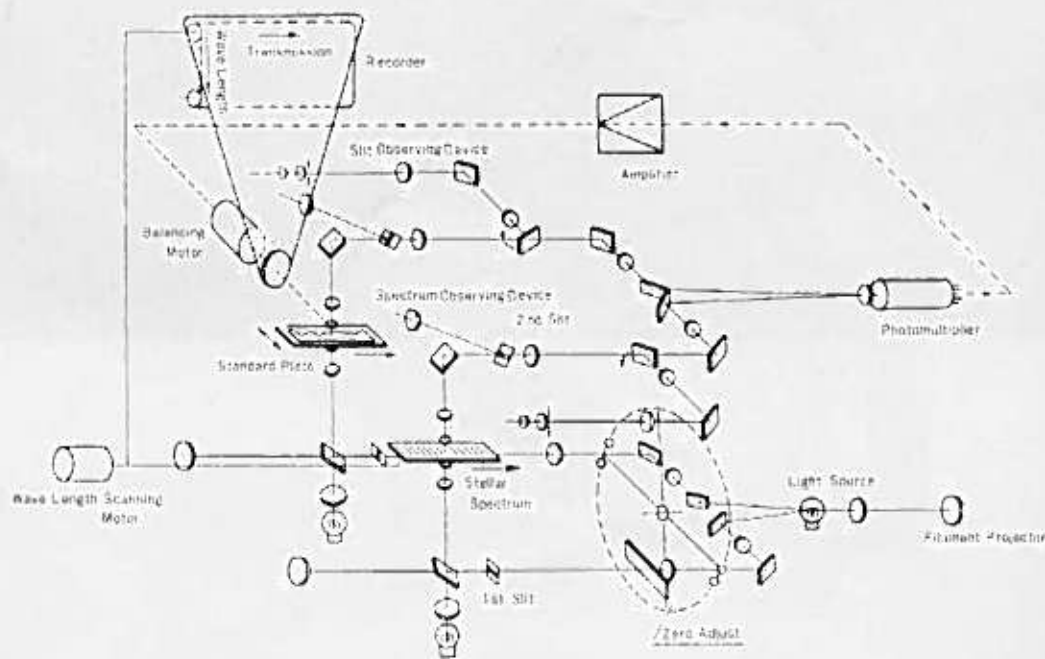 Wave Length
Transmission
Recorder
Slit Observing Device
Amplifier
Balancing
Motor
Spectrum Observing Device
2nd Slit
Photomultiplier
Standard Plate
Wave Length Scanning
Motor
Stellar
Spectrum
Light Source
Filament Projector
1st Slit
Zero Adjust